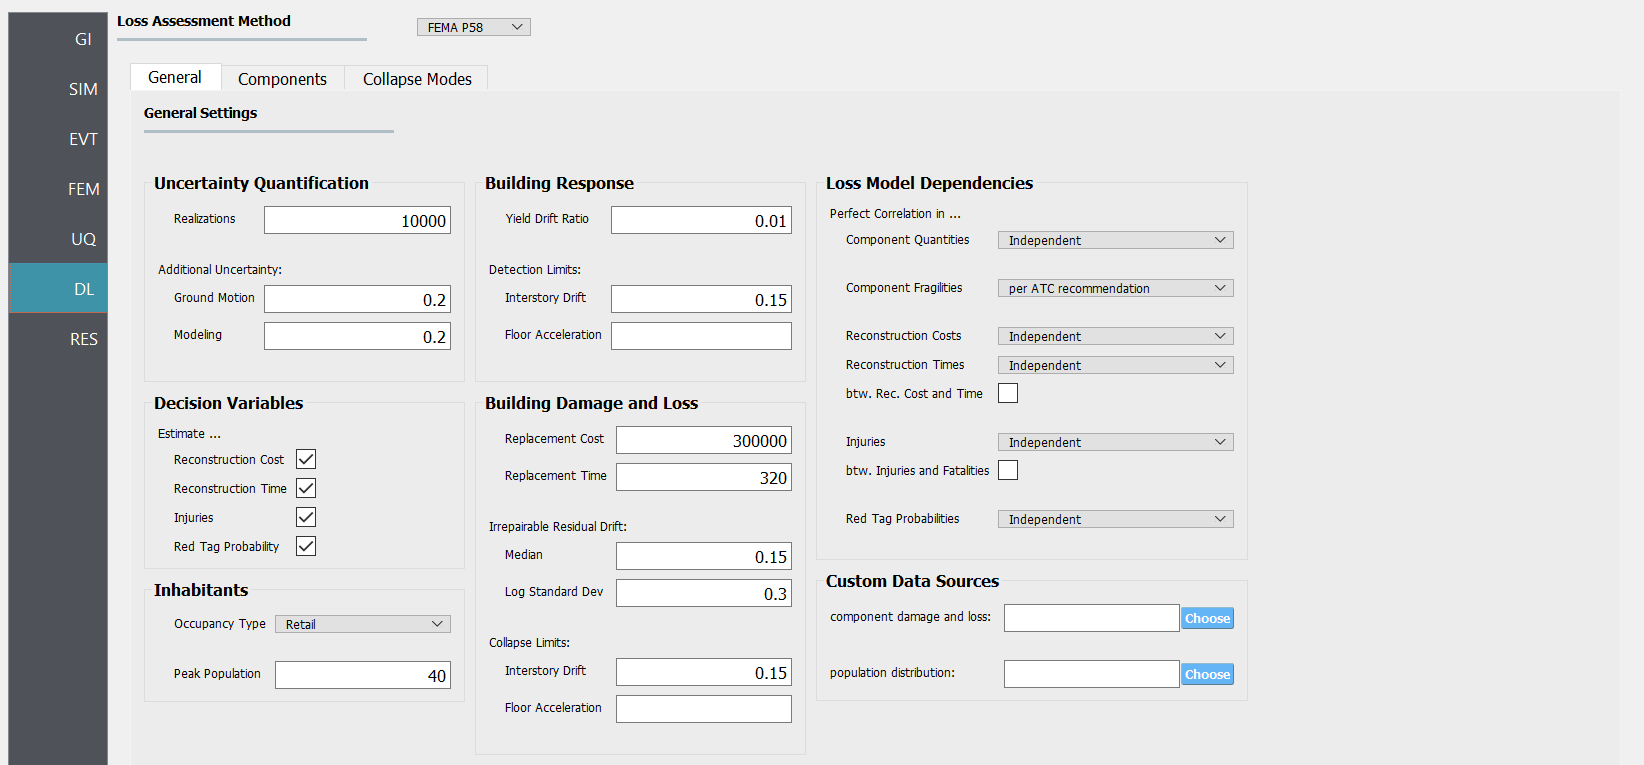 GI
SIM
EVT
FEM
UQ
DL
RES
Loss Assessment Method
FEMA P58
General
Components
Collapse Modes
General Settings
Uncertainty Quantification
Realizations 10000
Additional Uncertainty:
Ground Motion 0.2
Modeling 0.2
Decision Variables
Estimate ...
Reconstruction Cost
Reconstruction Time
Injuries
Red Tag Probability
Inhabitants
Occupancy Type Retail
Peak Population 40
Building Response
Yield Drift Ratio 0.01
Detection Limits:
Interstory Drift 0.15
Floor Acceleration
Building Damage and Loss
Replacement Cost 300000
Replacement Time 320
Irrepairable Residual Drift:
Median 0.15
Log Standard Dev 0.3
Collapse Limits:
Interstory Drift 0.15
Floor Acceleration
Loss Model Dependencies
Perfect Correlation in ...
Component Quantities Independent
Component Fragilities per ATC recommendation
Reconstruction Costs Independent
Reconstruction Times Independent
btw. Rec. Cost and Time
Injuries Independent
btw. Injuries and Fatalities
Red Tag Probabilities Independent
Custom Data Sources
component damage and loss: Choose
population distribution: Choose